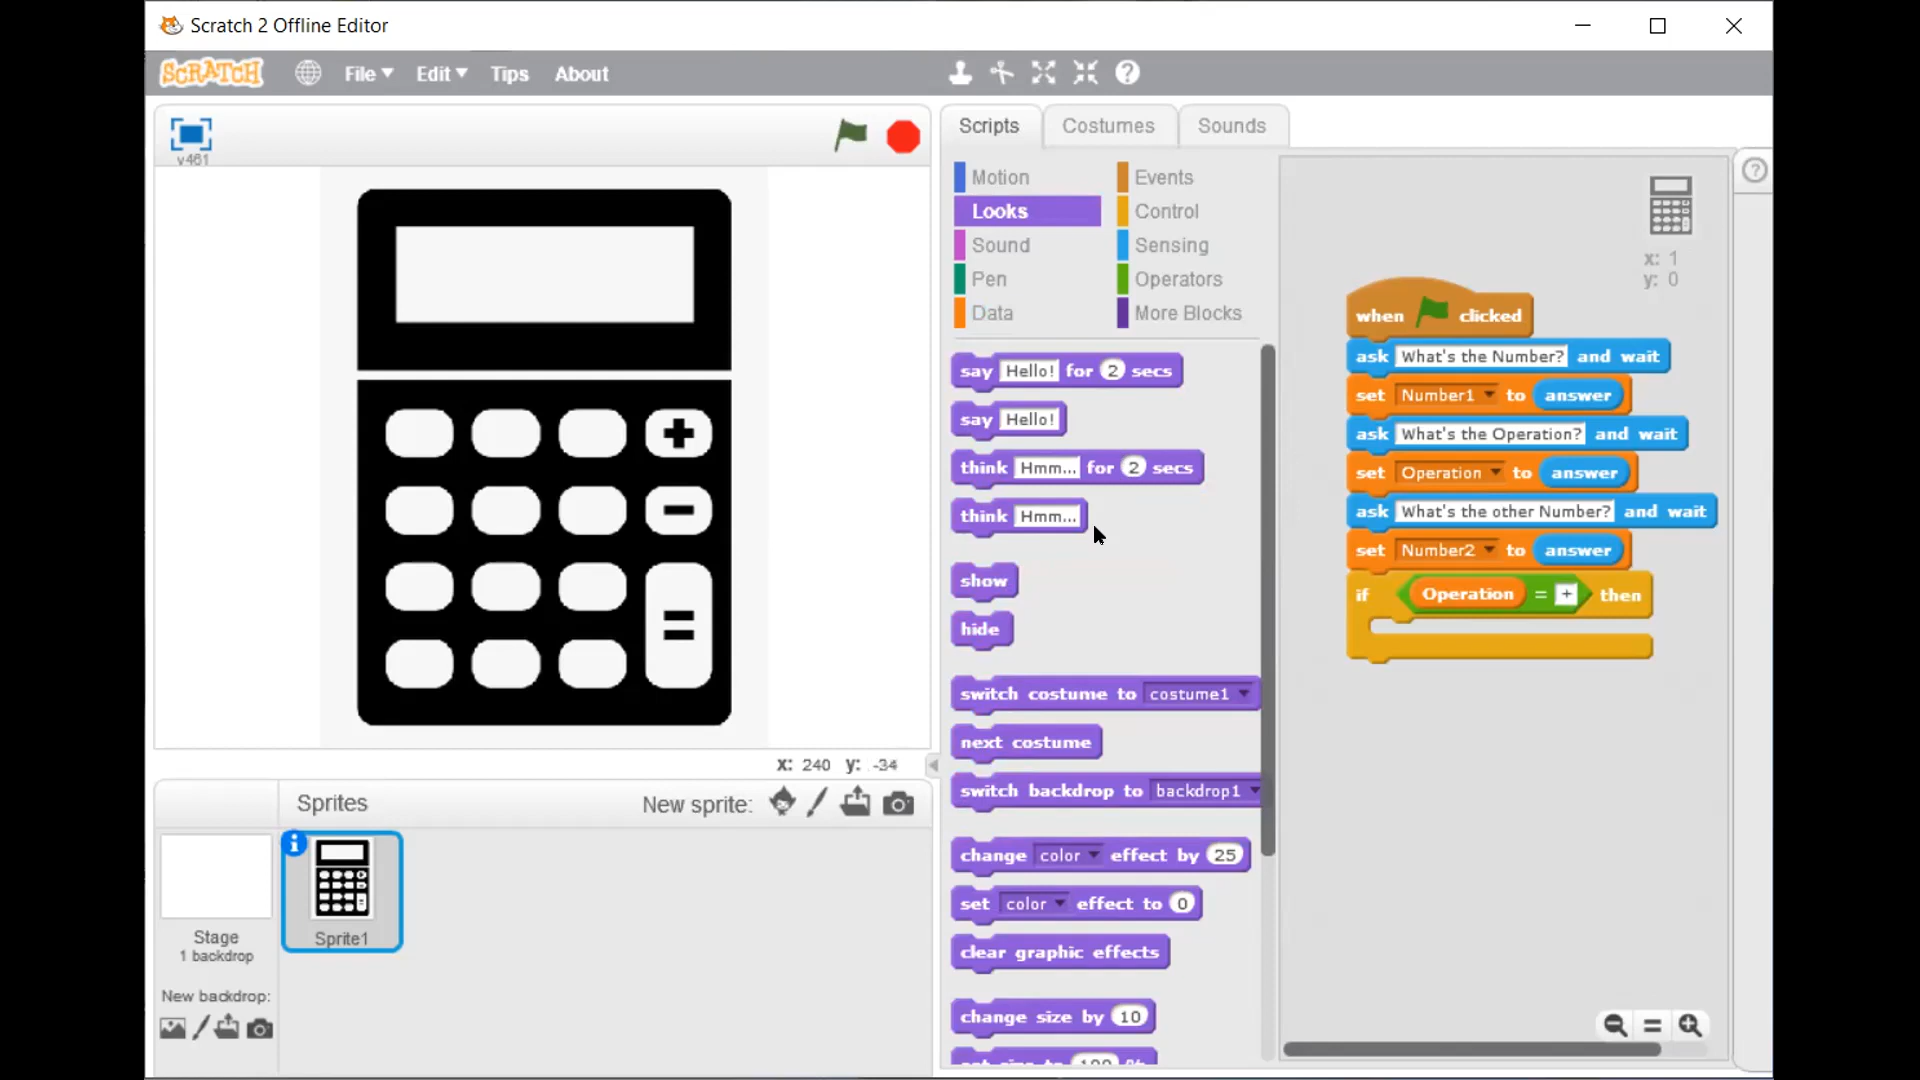 Scratch 2 Offline Editor
SCRATCH File Edit Tips About
v461
Scripts Costumes Sounds
Motion Events
Looks Control
Sound Sensing
Pen Operators
Data More Blocks
say Hello! for 2 secs
say Hello!
think Hmm... for 2 secs
think Hmm...
show
hide
switch costume to costume1
next costume
switch backdrop to backdrop1
change color effect by 25
set color effect to 0
clear graphic effects
change size by 10
x: 1
y: 0
when clicked
ask What's the Number? and wait
set Number1 to answer
ask What's the Operation? and wait
set Operation to answer
ask What's the other Number? and wait
set Number2 to answer
if Operation = + then
+
-
=
x: 240 y: -34
Sprites New sprite:
Sprite1
Stage
1 backdrop
New backdrop: